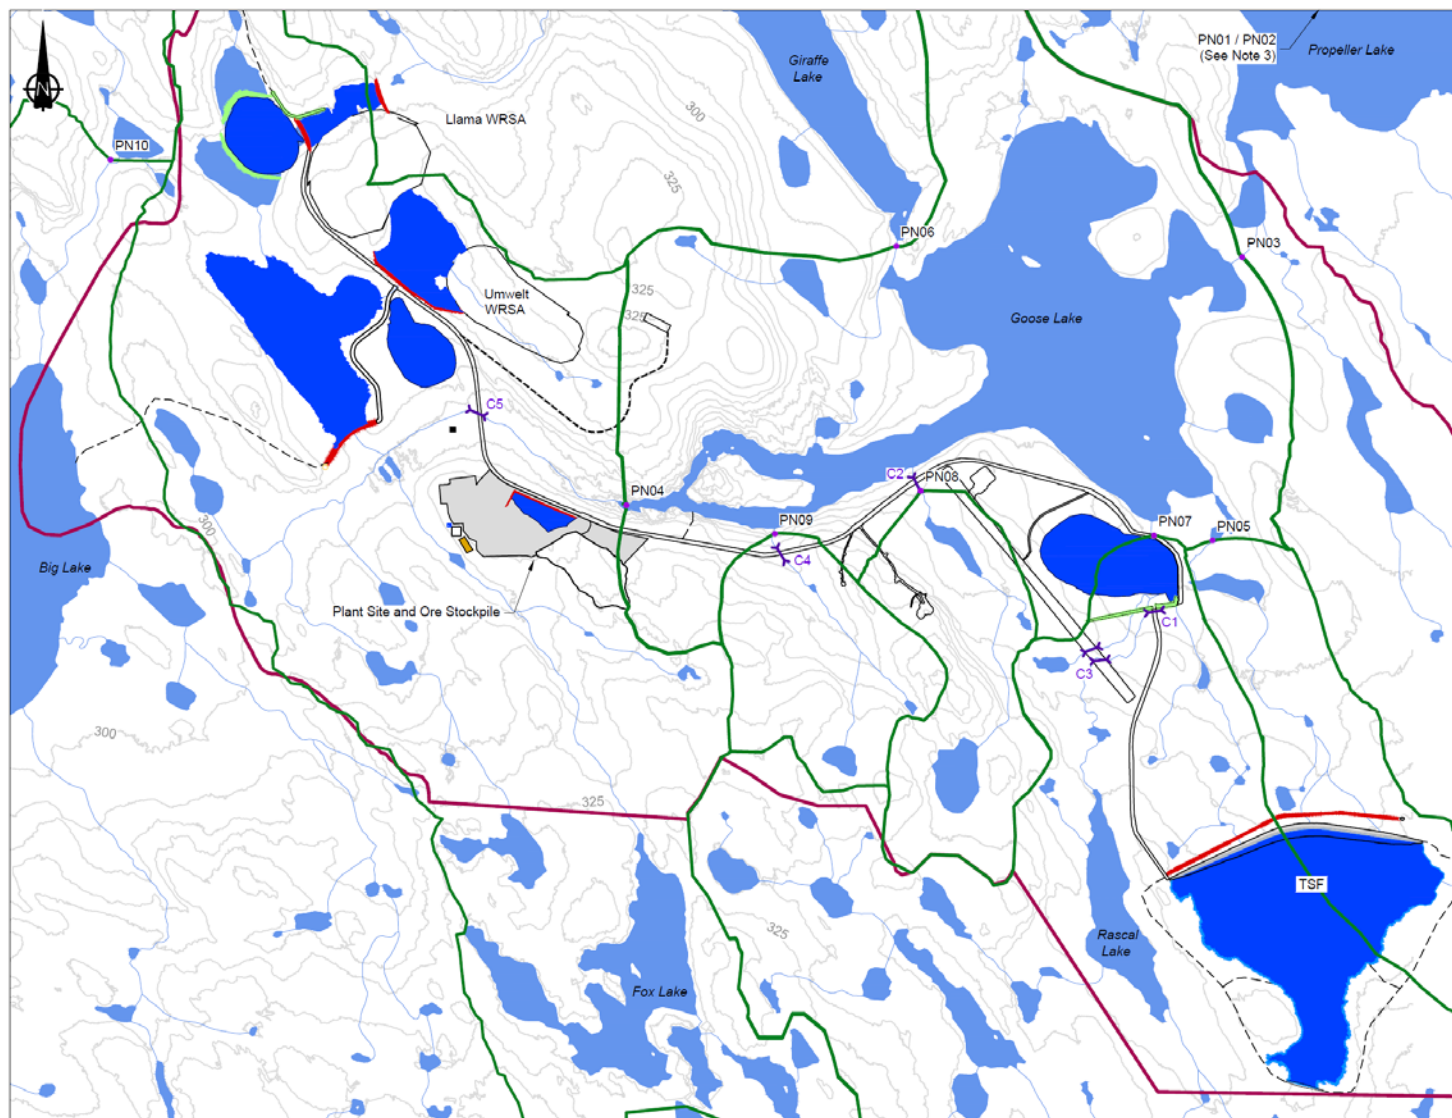 PN01 / PN02
(See Note 3)
Propeller Lake
Giraffe
Lake
N
300
Llama WRSA
PN10
325
PN06
PN03
325
Umwelt
WRSA
325
Goose Lake
C5
C2
PN08
PN04
300
PN09
PN07
PN05
C4
Big Lake
Plant Site and Ore Stockpile
C1
C3
300
325
TSF
325
Rascal
Lake
Fox Lake